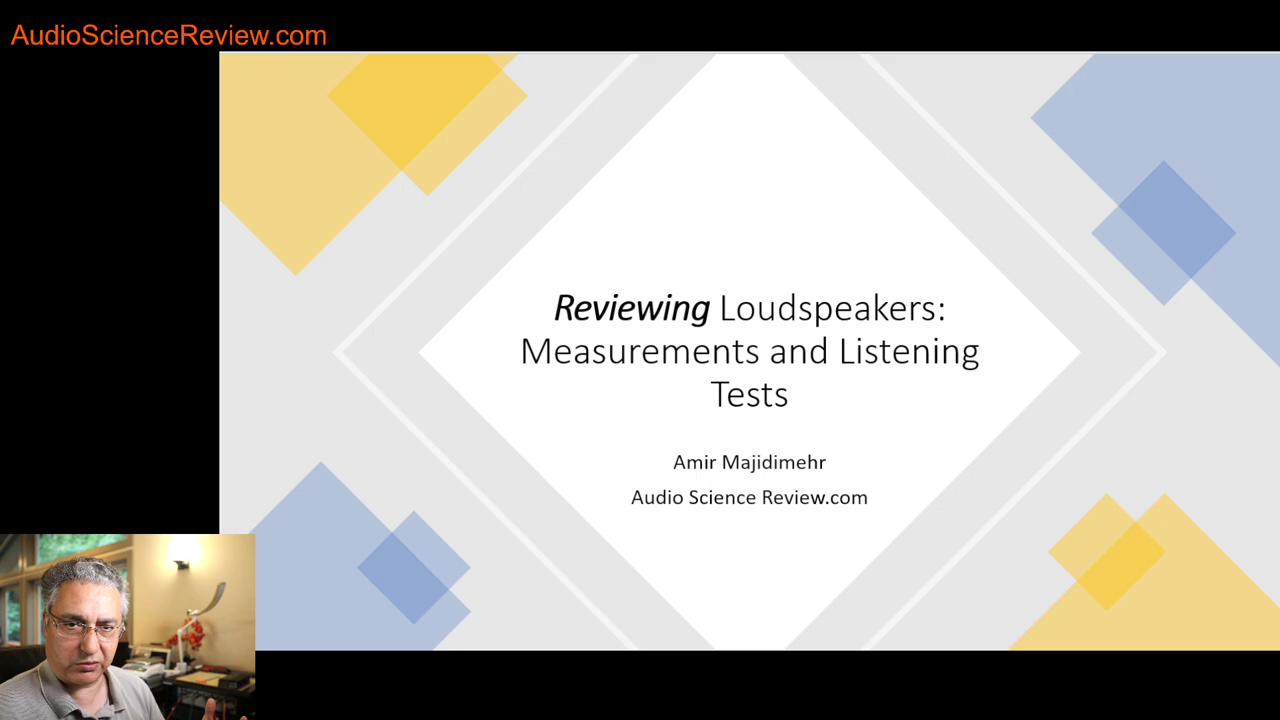 AudioScienceReview.com
Reviewing Loudspeakers:
Measurements and Listening
Tests
Amir Majidimehr
Audio Science Review.com